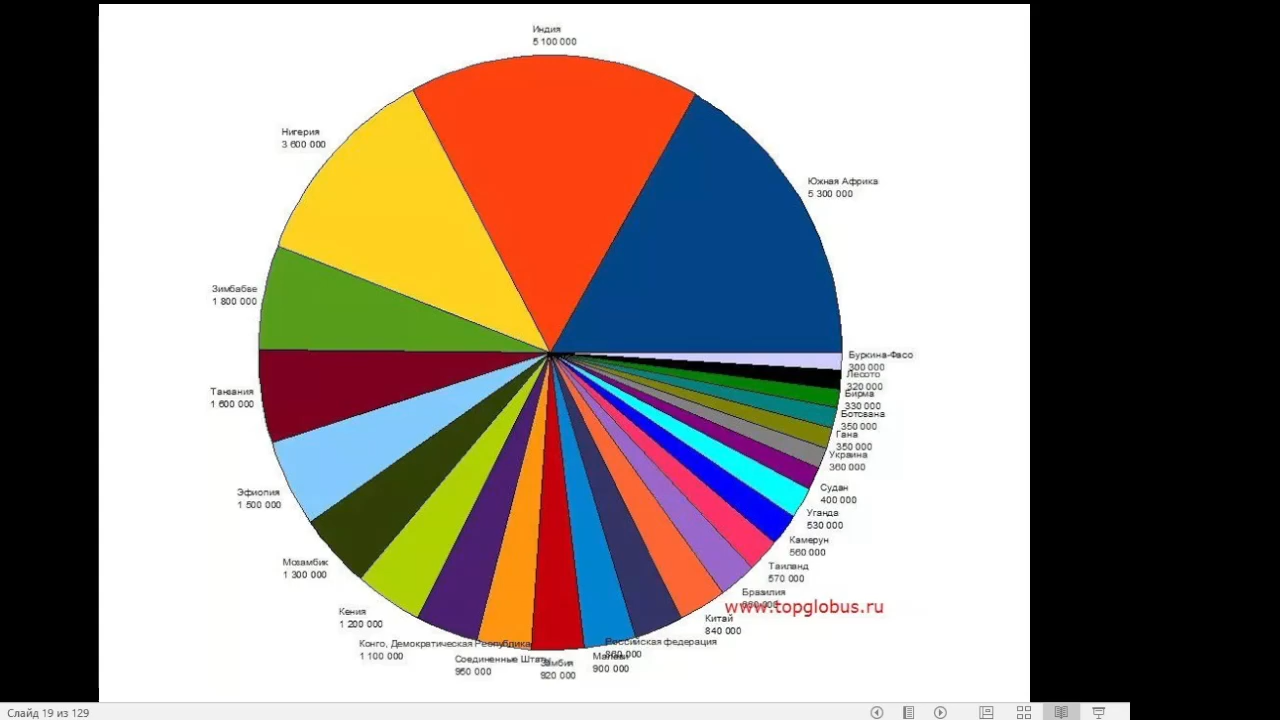 Индия
5 100 000
Нигерия
3 600 000
Южная Африка
5 300 000
Зимбабве
1 800 000
Буркина-Фасо
300 000
Лесото
320 000
Бирма
330 000
Танзания
1 600 000
Ботсвана
350 000
Гана
350 000
Украина
360 000
Судан
400 000
Эфиопия
1 500 000
Уганда
530 000
Камерун
560 000
Мозамбик
1 300 000
Таиланд
570 000
Бразилия
www.topglobus.ru
Кения
1 200 000
Китай
840 000
Конго, Демократическая Республика
1 100 000
Российская федерация
860 000
Соединенные Штаты
950 000
Замбия
920 000
Малави
900 000
Слайд 19 из 129